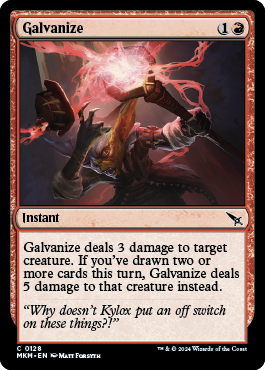 Galvanize 1
Instant
Galvanize deals 3 damage to target
creature. If you've drawn two or
more cards this turn, Galvanize deals
5 damage to that creature instead.
“Why doesn't Kylox put an off switch
on these things?!”
C 0128
MKM • EN Matt Forsyth
™ & © 2024 Wizards of the Coast